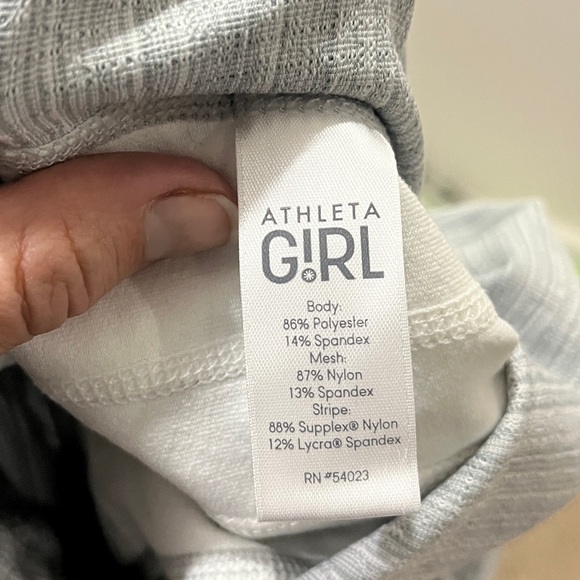 ATHLETA
G!RL
Body:
86% Polyester
14% Spandex
Mesh:
87% Nylon
13% Spandex
Stripe:
88% Supplex® Nylon
12% Lycra® Spandex
RN #54023